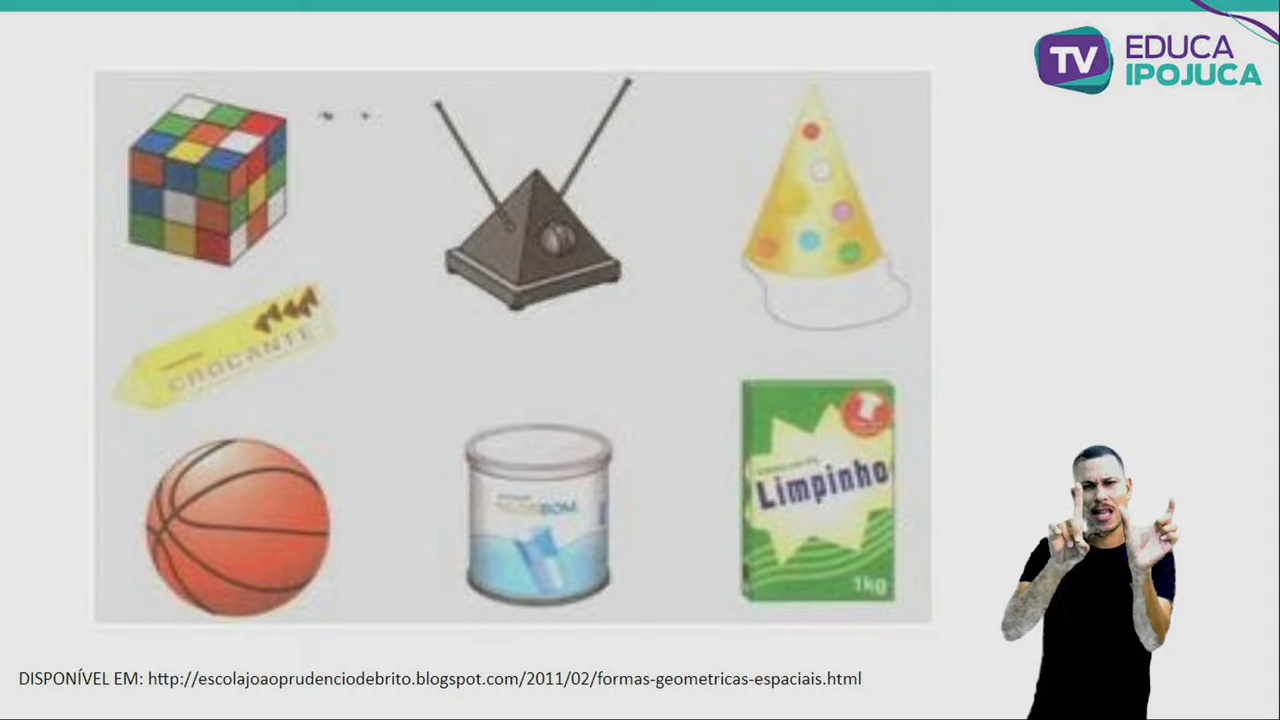 TV EDUCA
IPOJUCA
CROCANTE
Limpinho
1kg
DISPONÍVEL EM: http://escolajoaoprudenciodebrito.blogspot.com/2011/02/formas-geometricas-espaciais.html